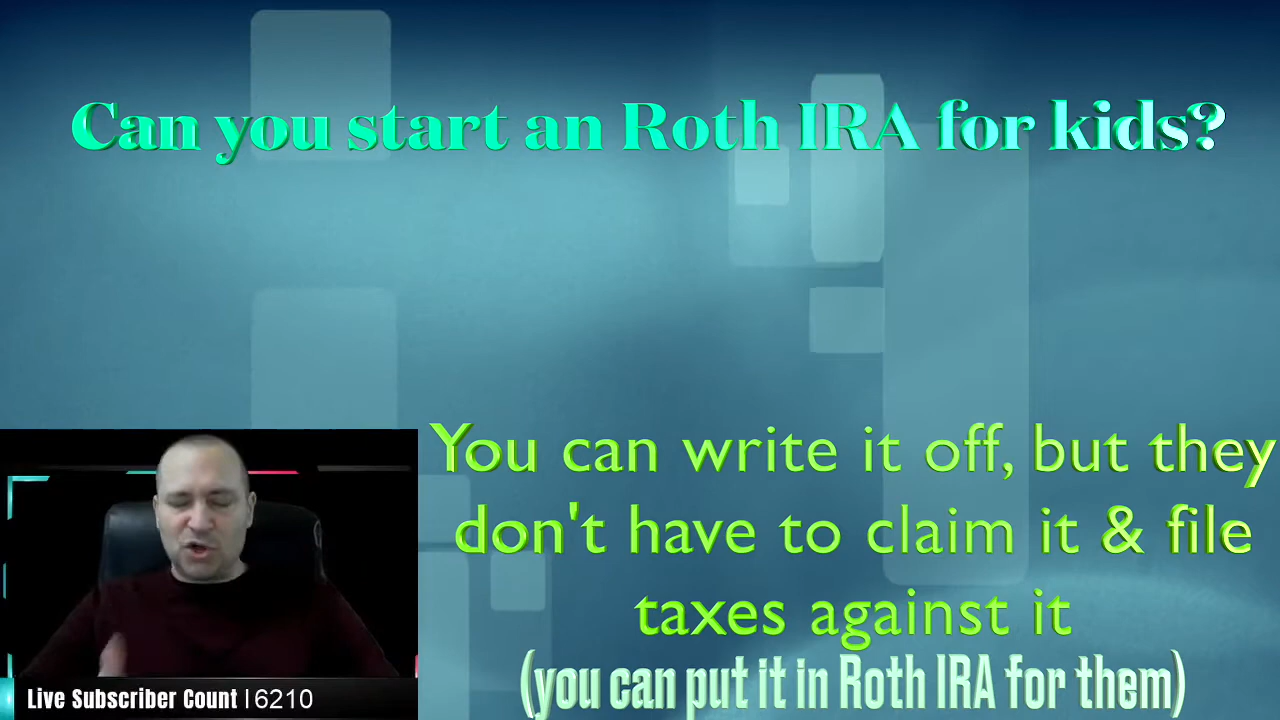 Can you start an Roth IRA for kids?
You can write it off, but they
don't have to claim it & file
taxes against it
(you can put it in Roth IRA for them)
Live Subscriber Count | 6210